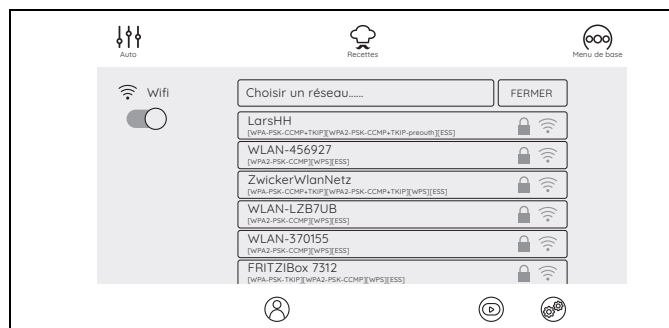 Auto
Recettes
Menu de base
Wifi
Choisir un réseau......
FERMER
LarsHH
[WPA-PSK-CCMP+TKIP][WPA2-PSK-CCMP+TKIP-preouth][ESS]
WLAN-456927
[WPA2-PSK-CCMP][WPS][ESS]
ZwickerWlanNetz
[WPA-PSK-CCMP+TKIP][WPA2-PSK-CCMP+TKIP][WPS][ESS]
WLAN-LZB7UB
[WPA2-PSK-CCMP][WPS][ESS]
WLAN-370155
[WPA2-PSK-CCMP][WPS][ESS]
FRITZIBox 7312
[WPA-PSK-TKIP][WPA2-PSK-CCMP][WPS][ESS]